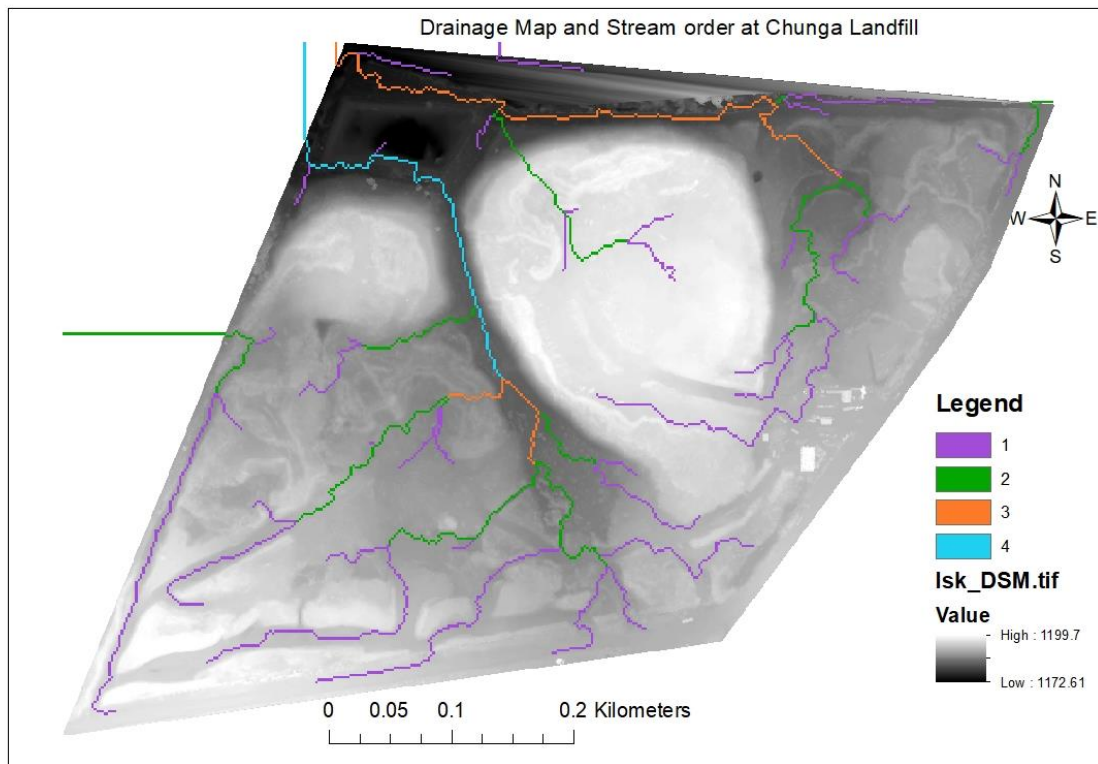 Drainage Map and Stream order at Chunga Landfill
N
W E
S
Legend
1
2
3
4
lsk_DSM.tif
Value
High : 1199.7
Low : 1172.61
0 0.05 0.1 0.2 Kilometers